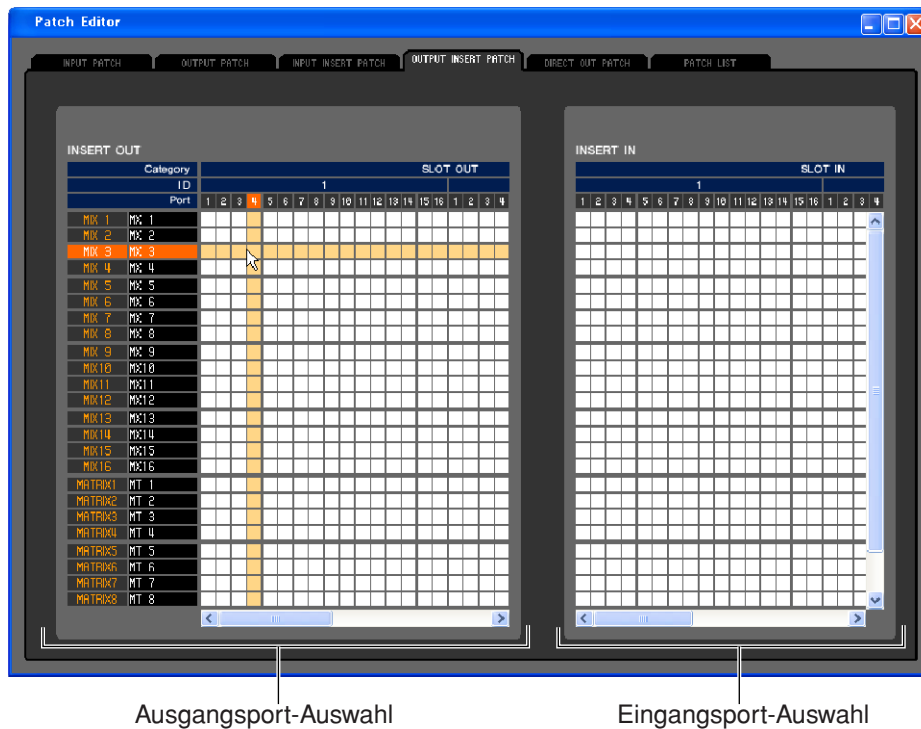 Patch Editor
INPUT PATCH OUTPUT PATCH INPUT INSERT PATCH OUTPUT INSERT PATCH DIRECT OUT PATCH PATCH LIST
INSERT OUT
Category SLOT OUT
ID 1
Port 1 2 3 4 5 6 7 8 9 10 11 12 13 14 15 16 1 2 3 4
MIX 1 MX 1
MIX 2 MX 2
MIX 3 MX 3
MIX 4 MX 4
MIX 5 MX 5
MIX 6 MX 6
MIX 7 MX 7
MIX 8 MX 8
MIX 9 MX 9
MIX10 MX10
MIX11 MX11
MIX12 MX12
MIX13 MX13
MIX14 MX14
MIX15 MX15
MIX16 MX16
MATRIX1 MT 1
MATRIX2 MT 2
MATRIX3 MT 3
MATRIX4 MT 4
MATRIX5 MT 5
MATRIX6 MT 6
MATRIX7 MT 7
MATRIX8 MT 8
INSERT IN
SLOT IN
1
1 2 3 4 5 6 7 8 9 10 11 12 13 14 15 16 1 2 3 4
Ausgangsport-Auswahl
Eingangsport-Auswahl